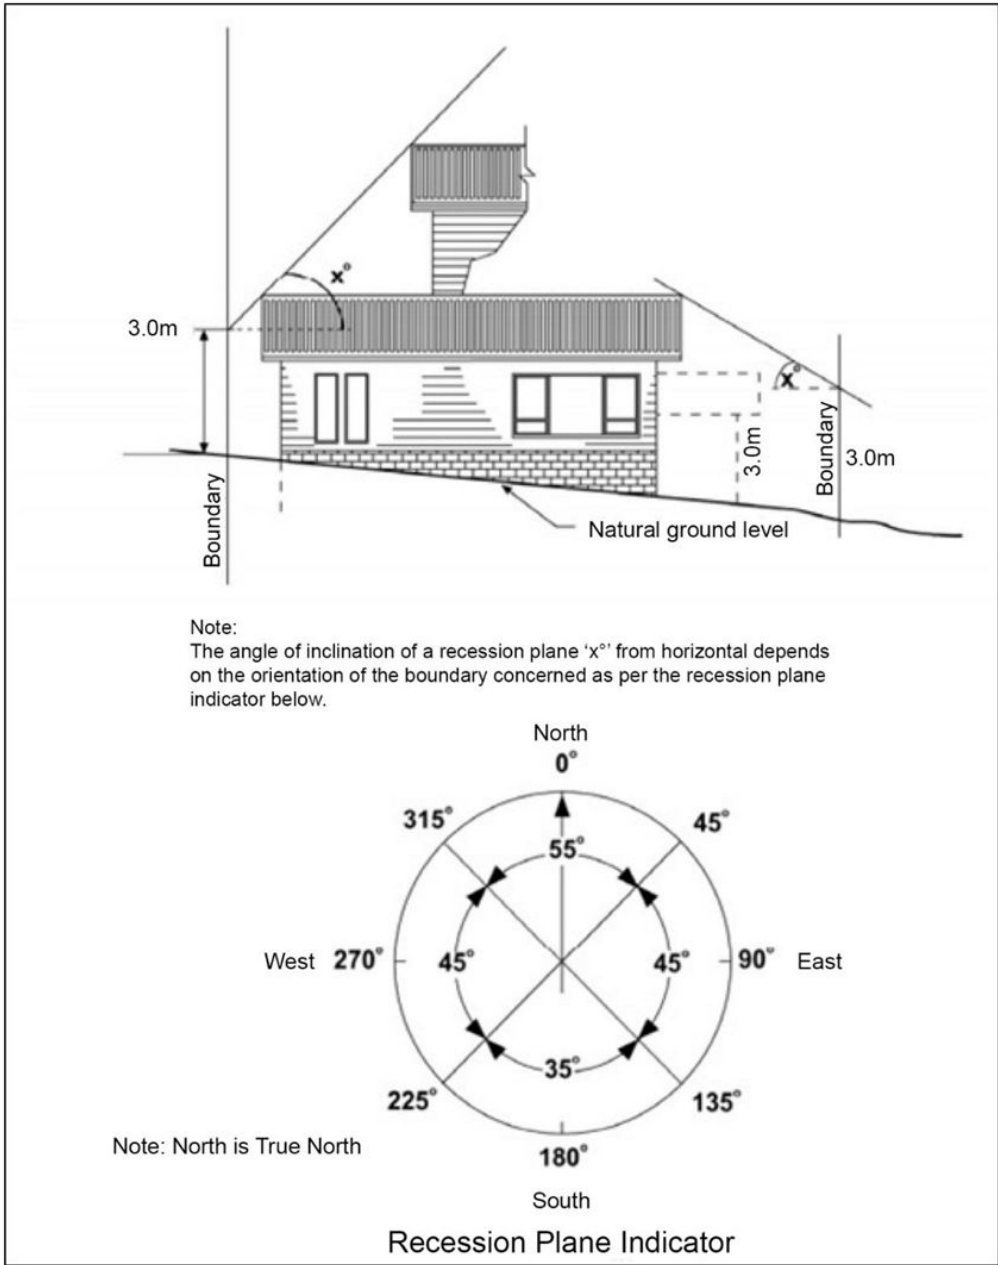 x°
3.0m
x°
3.0m
Boundary
3.0m
Boundary
Natural ground level
Note:
The angle of inclination of a recession plane ‘x°’ from horizontal depends
on the orientation of the boundary concerned as per the recession plane
indicator below.
North
0°
315°
45°
55°
West 270°
45°
45°
90° East
35°
225°
135°
Note: North is True North
180°
South
Recession Plane Indicator